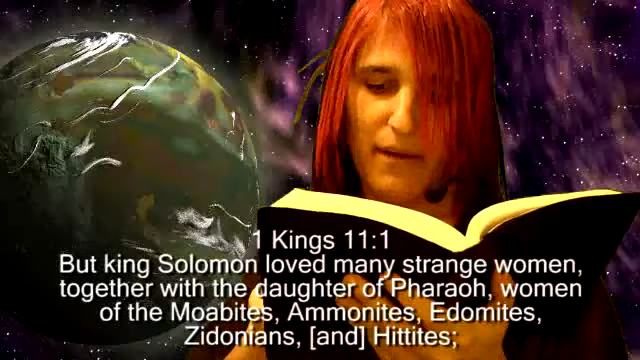 1 Kings 11:1
But king Solomon loved many strange women,
together with the daughter of Pharaoh, women
of the Moabites, Ammonites, Edomites,
Zidonians, [and] Hittites;